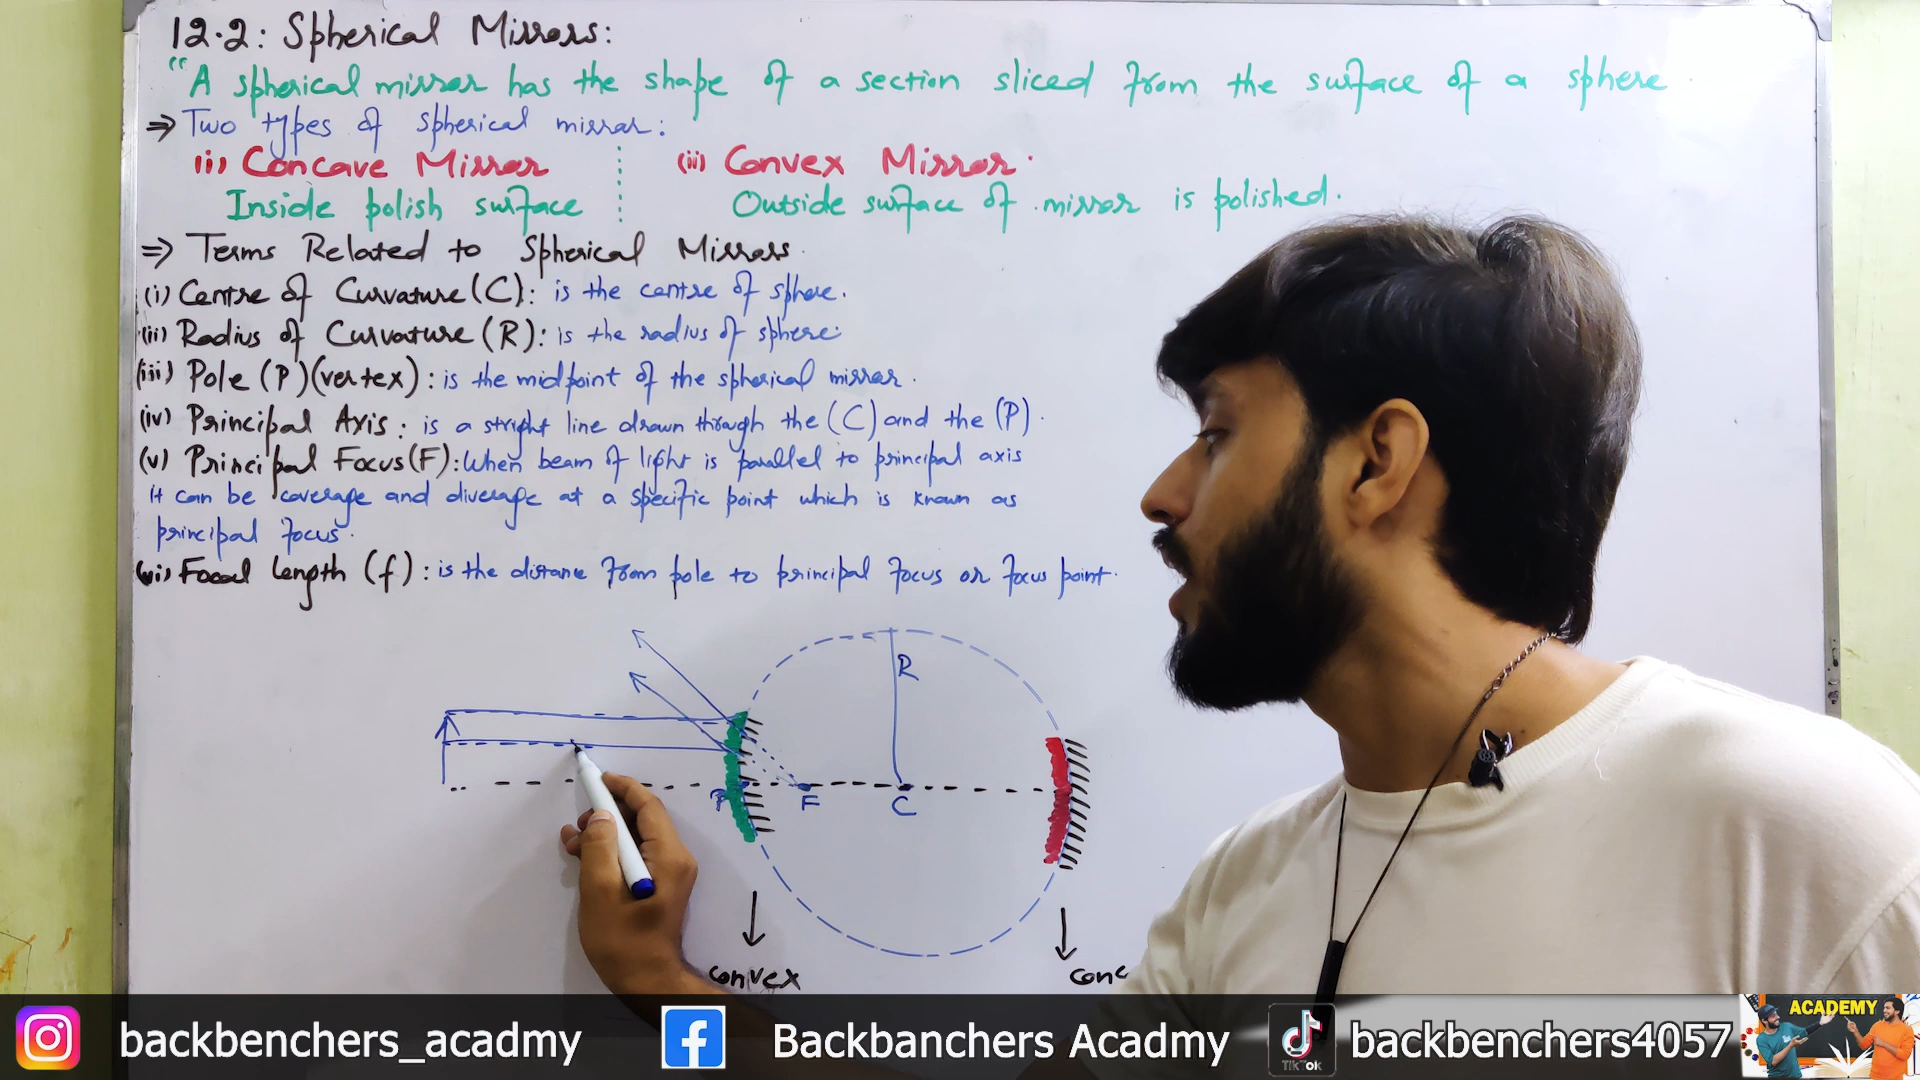 12.2: Spherical Mirrors:
"A spherical mirror has the shape of a section sliced from the surface of a sphere
⇒ Two types of spherical mirror:
(i) Concave Mirror (ii) Convex Mirror.
Inside polish surface Outside surface of mirror is polished.
⇒ Terms Related to Spherical Mirrors.
(i) Centre of Curvature (C): is the centre of sphere.
(ii) Radius of Curvature (R): is the radius of sphere.
(iii) Pole (P)(vertex): is the midpoint of the spherical mirror.
(iv) Principal Axis: is a stright line drawn through the (C) and the (P).
(v) Principal Focus (F): When beam of light is parallel to principal axis
it can be coverage and diverage at a specific point which is known as
principal focus.
(vi) Focal Length (f): is the distane from pole to principal focus or focus point.
R
P F C
convex conc
ACADEMY
backbenchers_acadmy Backbanchers Acadmy TikTok backbenchers4057